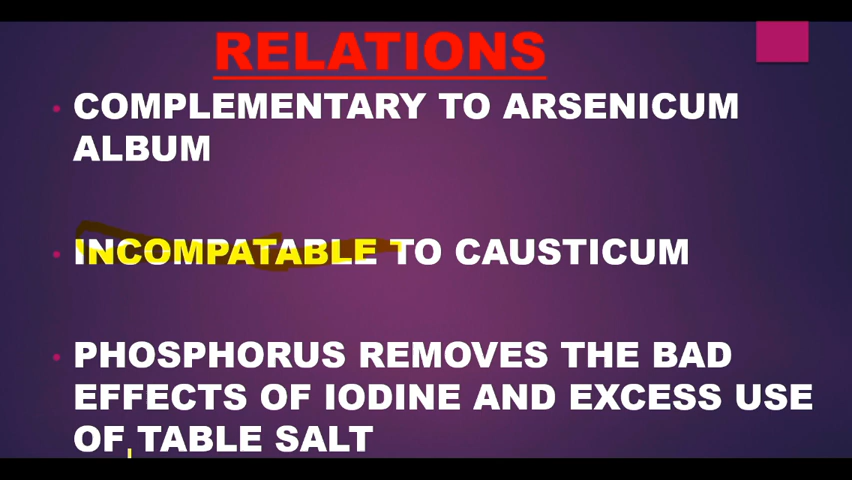 RELATIONS
• COMPLEMENTARY TO ARSENICUM
ALBUM
• INCOMPATABLE TO CAUSTICUM
• PHOSPHORUS REMOVES THE BAD
EFFECTS OF IODINE AND EXCESS USE
OF TABLE SALT